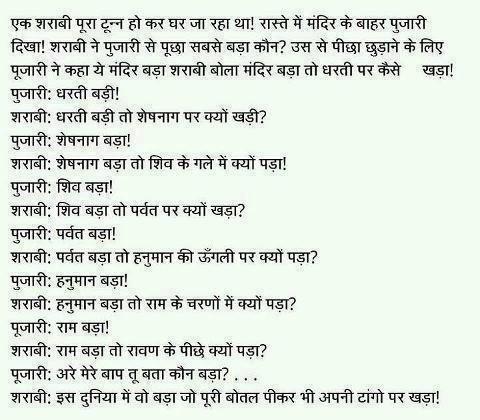 एक शराबी पूरा टून्न हो कर घर जा रहा था! रास्ते में मंदिर के बाहर पुजारी
दिखा! शराबी ने पुजारी से पूछा सबसे बड़ा कौन? उस से पीछा छुड़ाने के लिए
पूजारी ने कहा ये मंदिर बड़ा शराबी बोला मंदिर बड़ा तो धरती पर कैसे खड़ा!
पुजारी: धरती बड़ी!
शराबी: धरती बड़ी तो शेषनाग पर क्यों खड़ी?
पुजारी: शेषनाग बड़ा!
शराबी: शेषनाग बड़ा तो शिव के गले में क्यों पड़ा!
पुजारी: शिव बड़ा!
शराबी: शिव बड़ा तो पर्वत पर क्यों खड़ा?
पुजारी: पर्वत बड़ा!
शराबी: पर्वत बड़ा तो हनुमान की ऊँगली पर क्यों पड़ा?
पुजारी: हनुमान बड़ा!
शराबी: हनुमान बड़ा तो राम के चरणों में क्यों पड़ा?
पूजारी: राम बड़ा!
शराबी: राम बड़ा तो रावण के पीछे क्यों पड़ा?
पूजारी: अरे मेरे बाप तू बता कौन बड़ा? . . .
शराबी: इस दुनिया में वो बड़ा जो पूरी बोतल पीकर भी अपनी टांगो पर खड़ा!